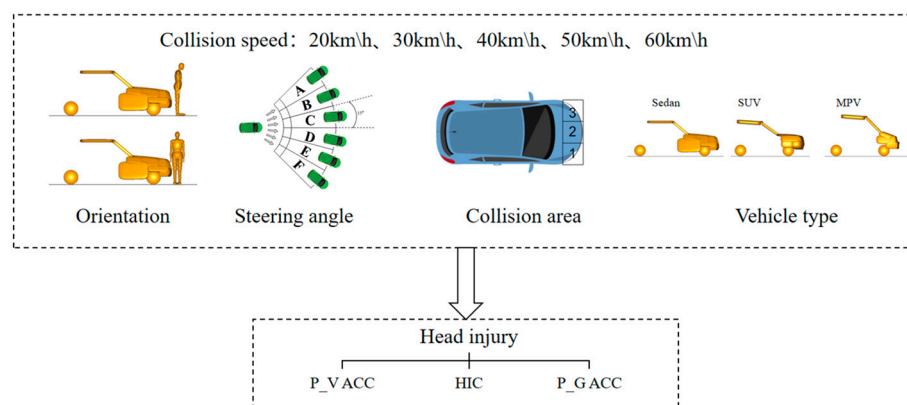 Collision speed：20km\h、30km\h、40km\h、50km\h、60km\h
A
B
C
D
E
F
15°
3
2
1
Sedan SUV MPV
Orientation Steering angle Collision area Vehicle type
Head injury
P_V ACC HIC P_G ACC